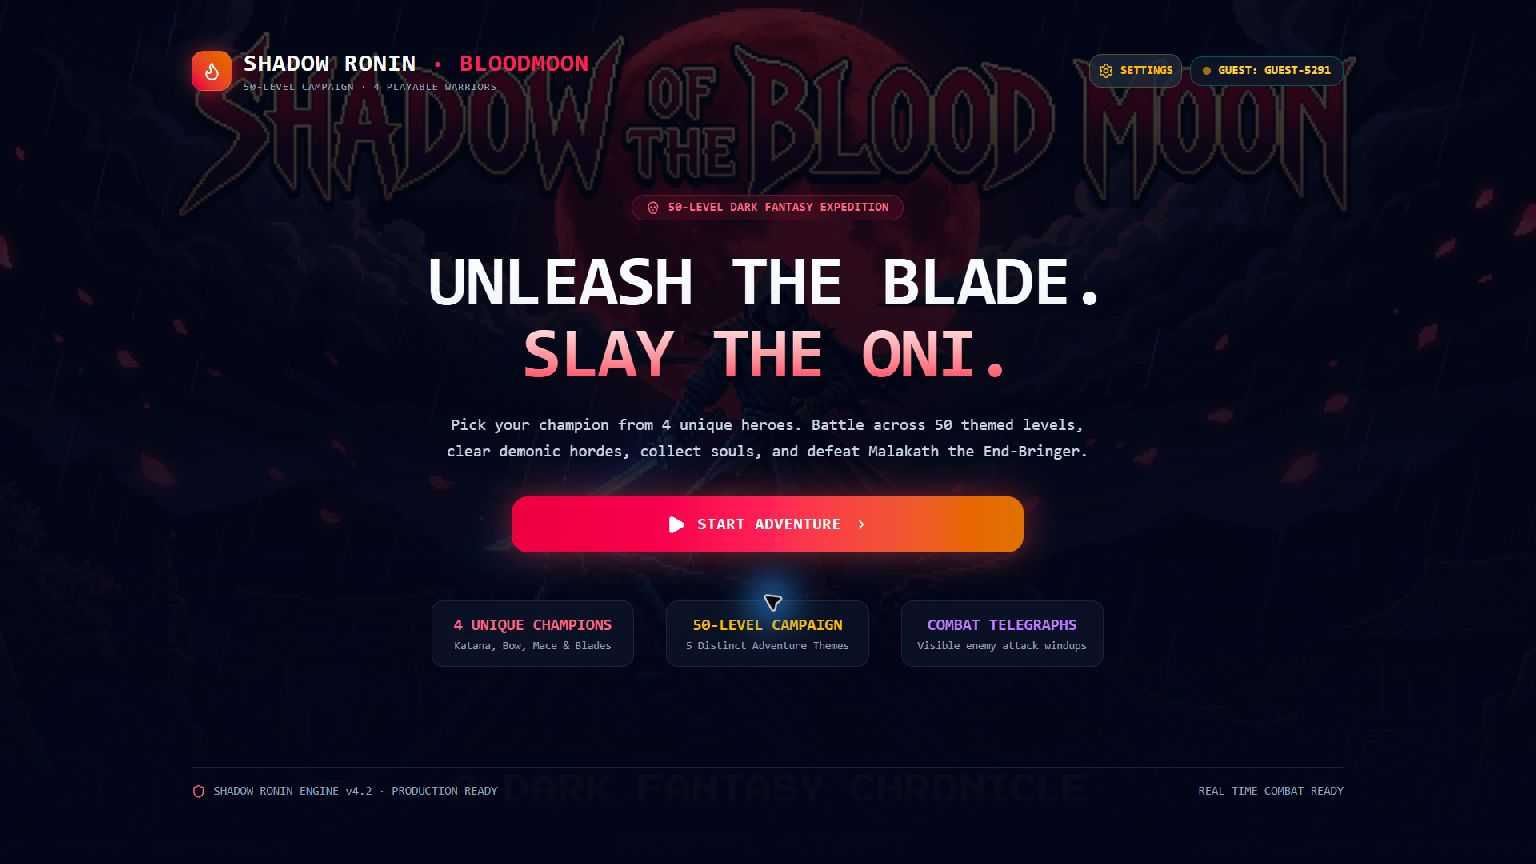 SHADOW RONIN · BLOODMOON
50-LEVEL CAMPAIGN · 4 PLAYABLE WARRIORS
SETTINGS
GUEST: GUEST-5291
SHADOW OF THE BLOOD MOON
50-LEVEL DARK FANTASY EXPEDITION
UNLEASH THE BLADE.
SLAY THE ONI.
Pick your champion from 4 unique heroes. Battle across 50 themed levels,
clear demonic hordes, collect souls, and defeat Malakath the End-Bringer.
START ADVENTURE
4 UNIQUE CHAMPIONS
Katana, Bow, Mace & Blades
50-LEVEL CAMPAIGN
5 Distinct Adventure Themes
COMBAT TELEGRAPHS
Visible enemy attack windups
A DARK FANTASY CHRONICLE
SHADOW RONIN ENGINE v4.2 · PRODUCTION READY
REAL TIME COMBAT READY
PRESS START